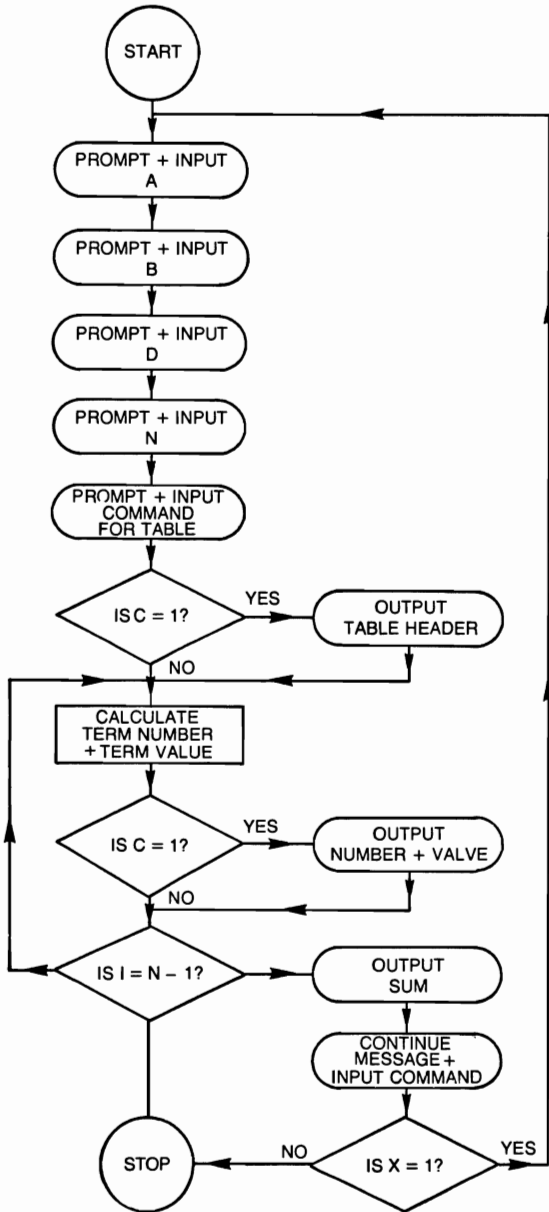 START
PROMPT + INPUT
A
PROMPT + INPUT
B
PROMPT + INPUT
D
PROMPT + INPUT
N
PROMPT + INPUT
COMMAND
FOR TABLE
IS C = 1?
YES
OUTPUT
TABLE HEADER
NO
CALCULATE
TERM NUMBER
+ TERM VALUE
IS C = 1?
YES
OUTPUT
NUMBER + VALVE
NO
IS I = N – 1?
OUTPUT
SUM
CONTINUE
MESSAGE +
INPUT COMMAND
IS X = 1?
YES
NO
STOP